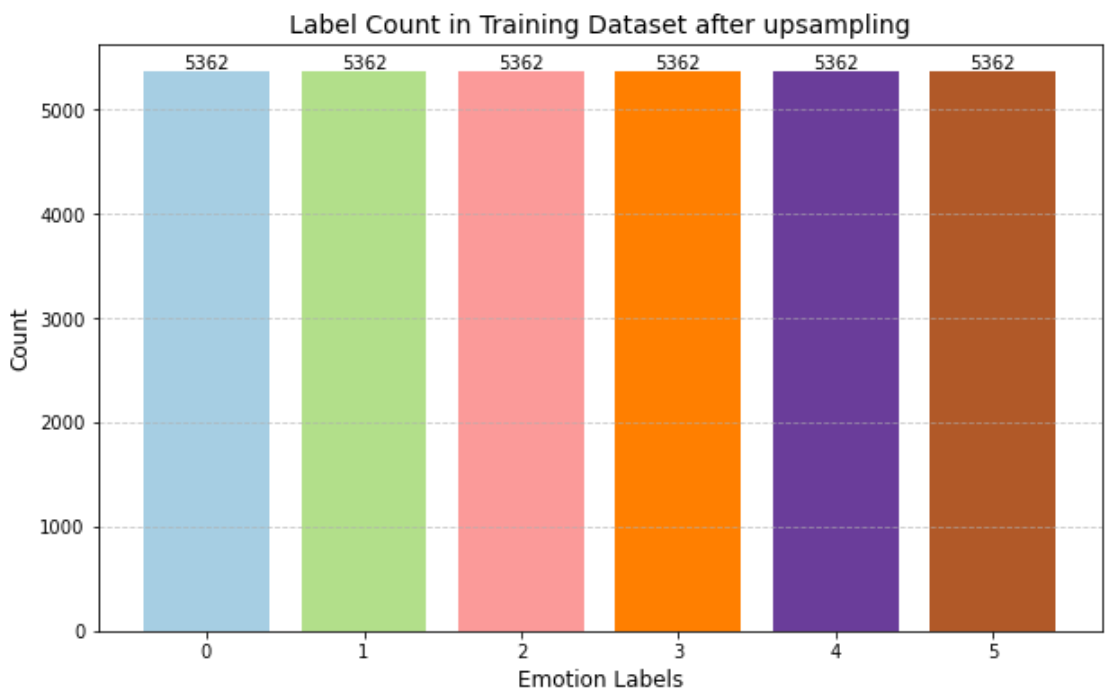 Label Count in Training Dataset after upsampling
5362 5362 5362 5362 5362 5362
5000
4000
3000
2000
1000
0
Count
0 1 2 3 4 5
Emotion Labels